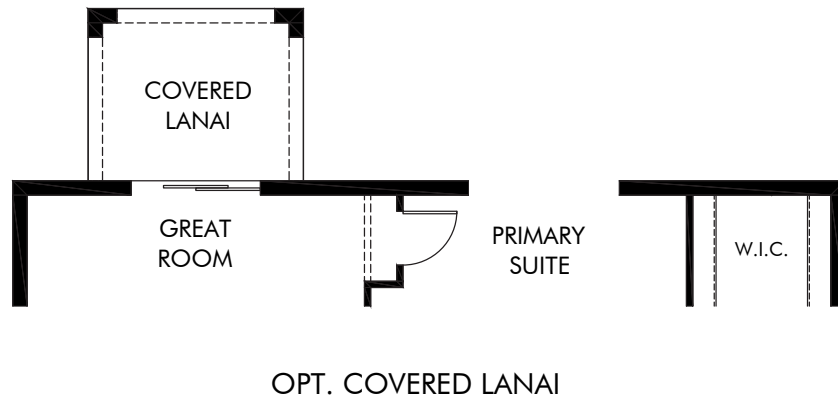 COVERED
LANAI
GREAT
ROOM
PRIMARY
SUITE
W.I.C.
OPT. COVERED LANAI